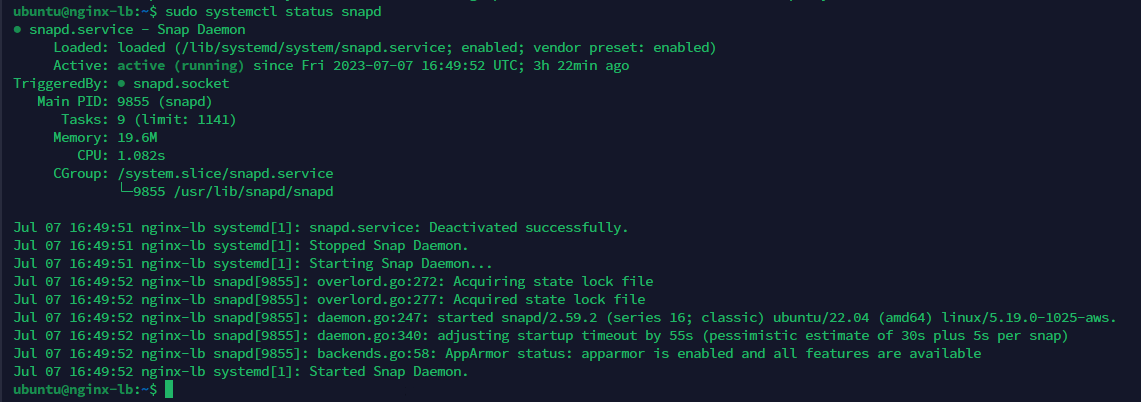 ubuntu@nginx-lb:~$ sudo systemctl status snapd
● snapd.service - Snap Daemon
     Loaded: loaded (/lib/systemd/system/snapd.service; enabled; vendor preset: enabled)
     Active: active (running) since Fri 2023-07-07 16:49:52 UTC; 3h 22min ago
TriggeredBy: ● snapd.socket
   Main PID: 9855 (snapd)
      Tasks: 9 (limit: 1141)
     Memory: 19.6M
        CPU: 1.082s
     CGroup: /system.slice/snapd.service
             └─9855 /usr/lib/snapd/snapd

Jul 07 16:49:51 nginx-lb systemd[1]: snapd.service: Deactivated successfully.
Jul 07 16:49:51 nginx-lb systemd[1]: Stopped Snap Daemon.
Jul 07 16:49:51 nginx-lb systemd[1]: Starting Snap Daemon...
Jul 07 16:49:52 nginx-lb snapd[9855]: overlord.go:272: Acquiring state lock file
Jul 07 16:49:52 nginx-lb snapd[9855]: overlord.go:277: Acquired state lock file
Jul 07 16:49:52 nginx-lb snapd[9855]: daemon.go:247: started snapd/2.59.2 (series 16; classic) ubuntu/22.04 (amd64) linux/5.19.0-1025-aws.
Jul 07 16:49:52 nginx-lb snapd[9855]: daemon.go:340: adjusting startup timeout by 55s (pessimistic estimate of 30s plus 5s per snap)
Jul 07 16:49:52 nginx-lb snapd[9855]: backends.go:58: AppArmor status: apparmor is enabled and all features are available
Jul 07 16:49:52 nginx-lb systemd[1]: Started Snap Daemon.
ubuntu@nginx-lb:~$